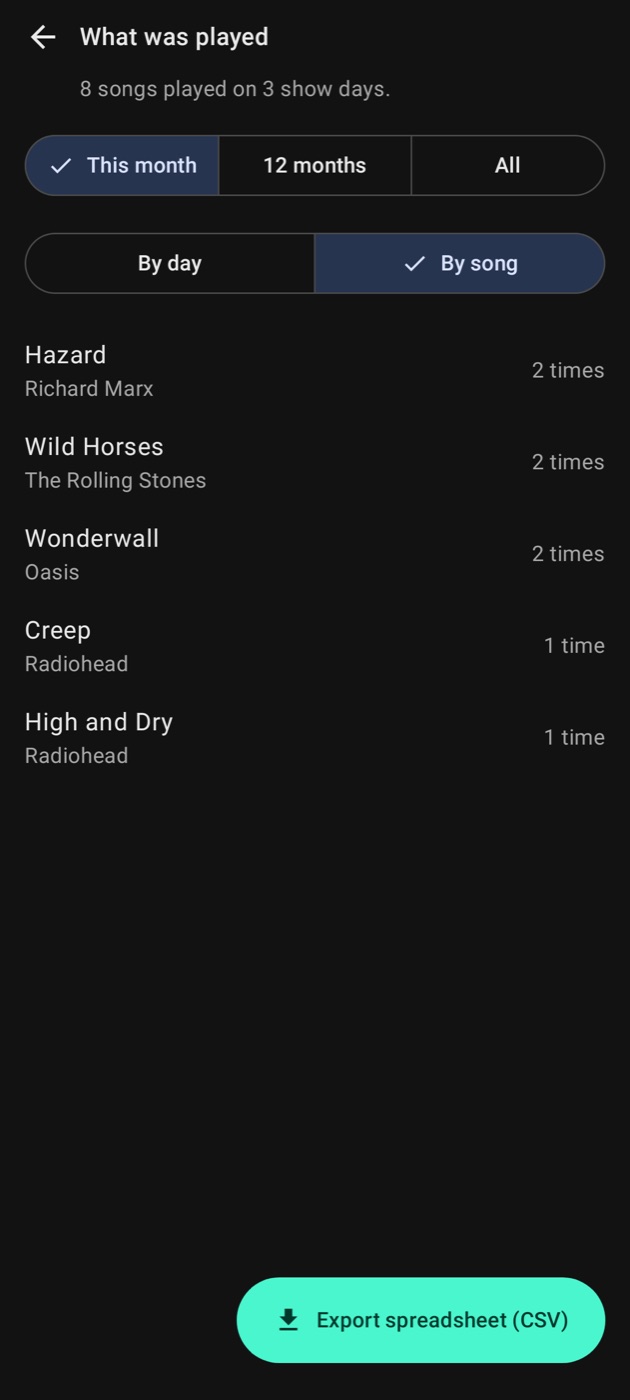 What was played
8 songs played on 3 show days.
This month
12 months
All
By day
By song
Hazard
Richard Marx
2 times
Wild Horses
The Rolling Stones
2 times
Wonderwall
Oasis
2 times
Creep
Radiohead
1 time
High and Dry
Radiohead
1 time
Export spreadsheet (CSV)